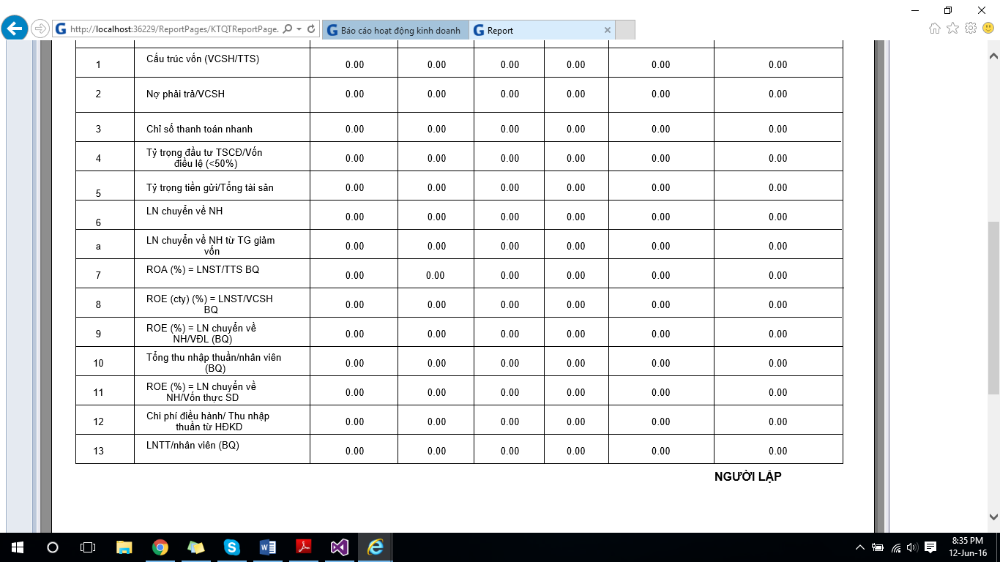 http://localhost:36229/ReportPages/KTQTReportPage.
Báo cáo hoạt động kinh doanh
Report
1 Cấu trúc vốn (VCSH/TTS) 0.00 0.00 0.00 0.00 0.00 0.00
2 Nợ phải trả/VCSH 0.00 0.00 0.00 0.00 0.00 0.00
3 Chỉ số thanh toán nhanh 0.00 0.00 0.00 0.00 0.00 0.00
4 Tỷ trọng đầu tư TSCĐ/Vốn
điều lệ (<50%) 0.00 0.00 0.00 0.00 0.00 0.00
5 Tỷ trọng tiền gửi/Tổng tài sản 0.00 0.00 0.00 0.00 0.00 0.00
6 LN chuyển về NH 0.00 0.00 0.00 0.00 0.00 0.00
a LN chuyển về NH từ TG giảm
vốn 0.00 0.00 0.00 0.00 0.00 0.00
7 ROA (%) = LNST/TTS BQ 0.00 0.00 0.00 0.00 0.00 0.00
8 ROE (cty) (%) = LNST/VCSH
BQ 0.00 0.00 0.00 0.00 0.00 0.00
9 ROE (%) = LN chuyển về
NH/VĐL (BQ) 0.00 0.00 0.00 0.00 0.00 0.00
10 Tổng thu nhập thuần/nhân viên
(BQ) 0.00 0.00 0.00 0.00 0.00 0.00
11 ROE (%) = LN chuyển về
NH/Vốn thực SD 0.00 0.00 0.00 0.00 0.00 0.00
12 Chi phí điều hành/ Thu nhập
thuần từ HĐKD 0.00 0.00 0.00 0.00 0.00 0.00
13 LNTT/nhân viên (BQ) 0.00 0.00 0.00 0.00 0.00 0.00
NGƯỜI LẬP
8:35 PM
12-Jun-16